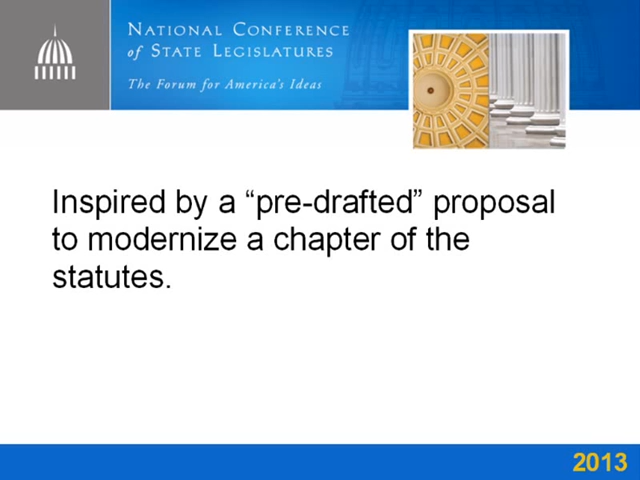 NATIONAL CONFERENCE
of STATE LEGISLATURES
The Forum for America's Ideas
Inspired by a “pre-drafted” proposal
to modernize a chapter of the
statutes.
2013